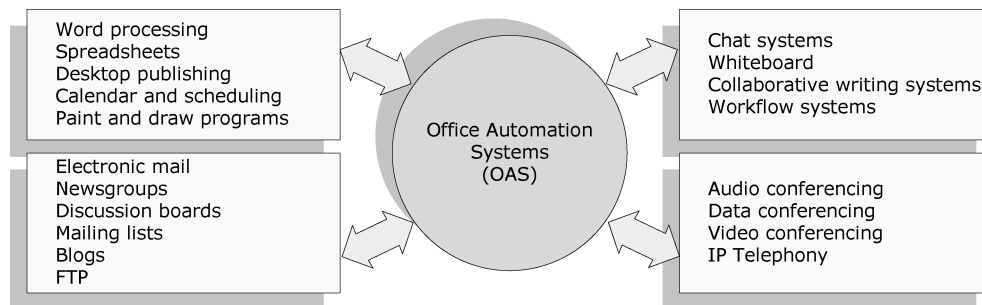 Word processing
Spreadsheets
Desktop publishing
Calendar and scheduling
Paint and draw programs
Electronic mail
Newsgroups
Discussion boards
Mailing lists
Blogs
FTP
Office Automation
Systems
(OAS)
Chat systems
Whiteboard
Collaborative writing systems
Workflow systems
Audio conferencing
Data conferencing
Video conferencing
IP Telephony